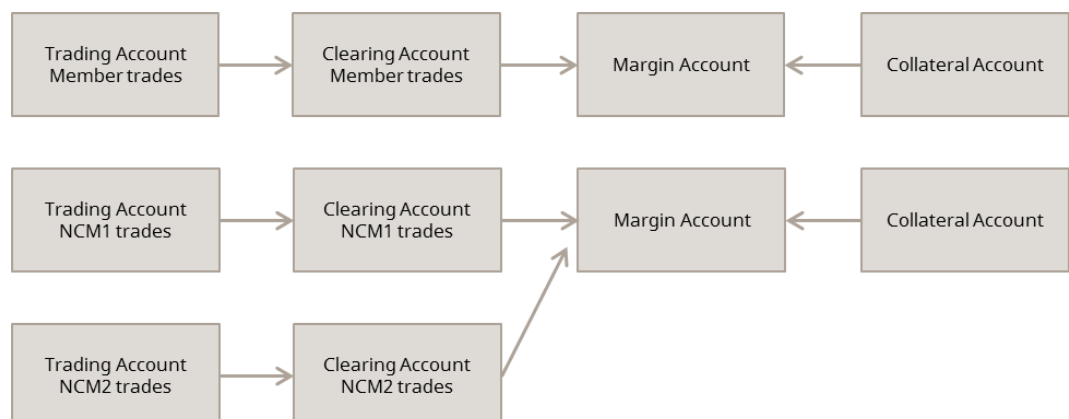 Trading Account
Member trades
Clearing Account
Member trades
Margin Account
Collateral Account
Trading Account
NCM1 trades
Clearing Account
NCM1 trades
Margin Account
Collateral Account
Trading Account
NCM2 trades
Clearing Account
NCM2 trades